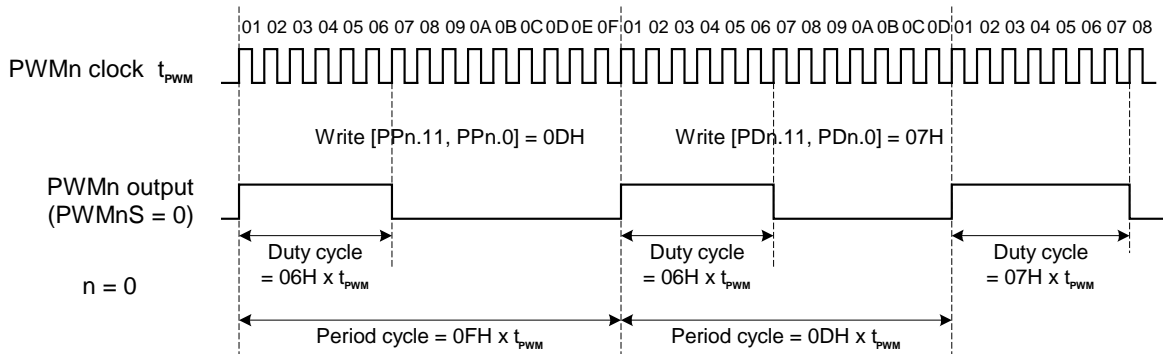 01 02 03 04 05 06 07 08 09 0A 0B 0C 0D 0E 0F 01 02 03 04 05 06 07 08 09 0A 0B 0C 0D 01 02 03 04 05 06 07 08
PWMn clock tPWM
Write [PPn.11, PPn.0] = 0DH Write [PDn.11, PDn.0] = 07H
PWMn output
(PWMnS = 0)
Duty cycle Duty cycle Duty cycle
= 06H x tPWM = 06H x tPWM = 07H x tPWM
n = 0
Period cycle = 0FH x tPWM Period cycle = 0DH x tPWM